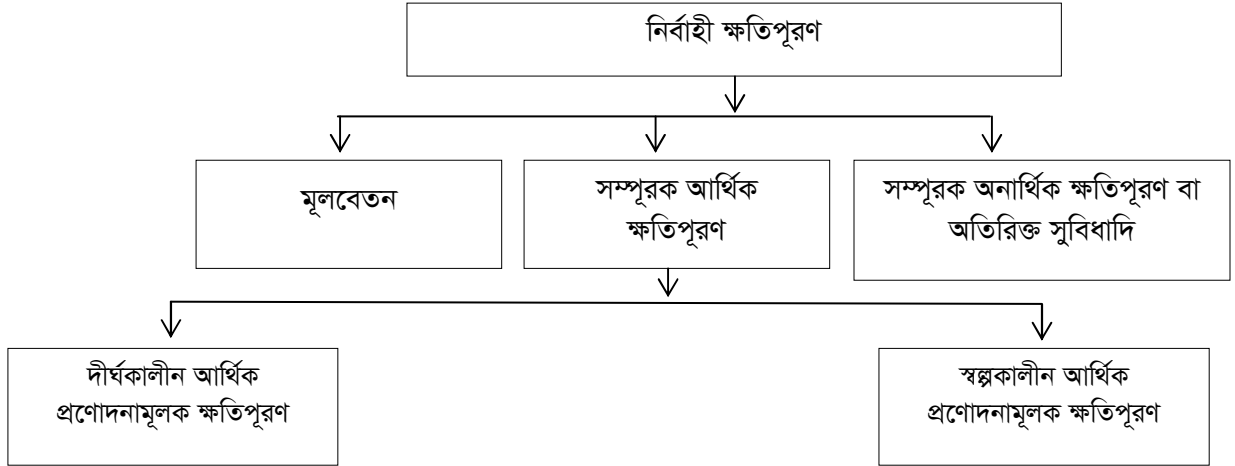 নির্বাহী ক্ষতিপূরণ
মূলবেতন
সম্পূরক আর্থিক
ক্ষতিপূরণ
সম্পূরক অনার্থিক ক্ষতিপূরণ বা
অতিরিক্ত সুবিধাদি
দীর্ঘকালীন আর্থিক
প্রণোদনামূলক ক্ষতিপূরণ
স্বল্পকালীন আর্থিক
প্রণোদনামূলক ক্ষতিপূরণ